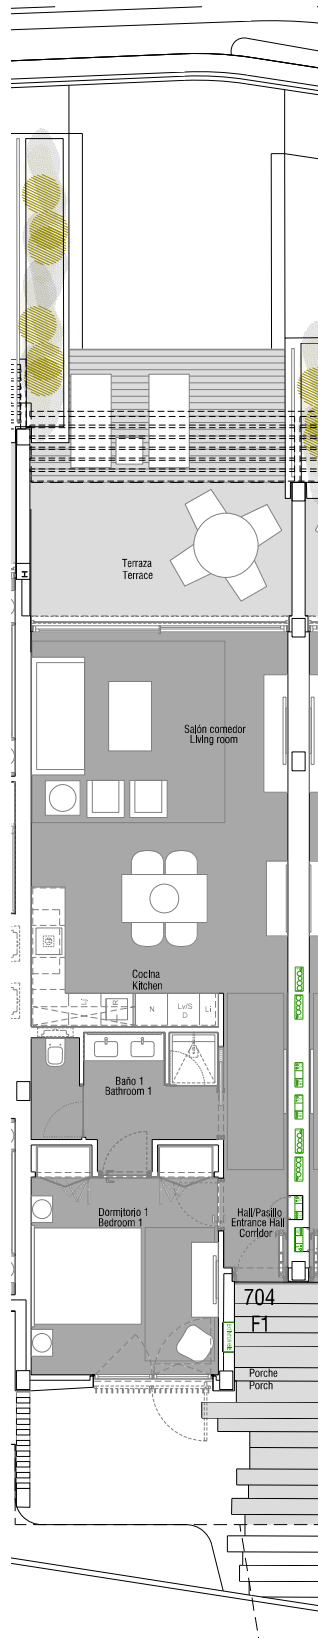 Terraza
Terrace
Salón comedor
Living room
Cocina
Kitchen
N
Lv/S
D
Baño 1
Bathroom 1
Dormitorio 1
Bedroom 1
Hall/Pasillo
Entrance Hall
Corridor
704
F1
Porche
Porch